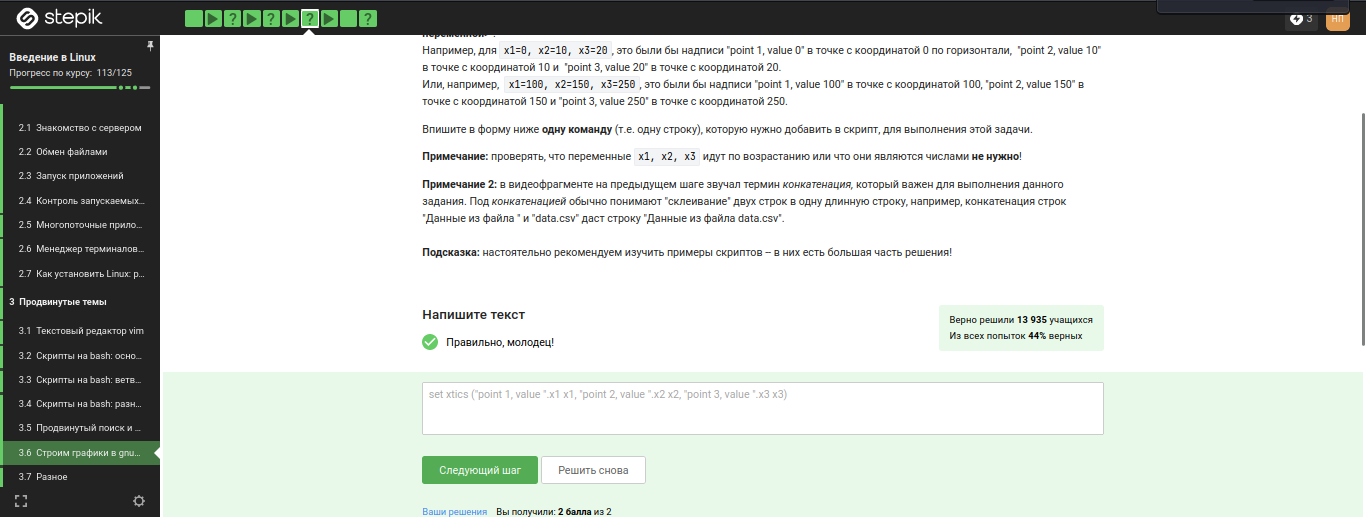 stepik
? ? ? ?
3
НП
Введение в Linux
Прогресс по курсу: 113/125
2.1 Знакомство с сервером
2.2 Обмен файлами
2.3 Запуск приложений
2.4 Контроль запускаемых...
2.5 Многопоточные прило...
2.6 Менеджер терминалов...
2.7 Как установить Linux: р...
3 Продвинутые темы
3.1 Текстовый редактор vim
3.2 Скрипты на bash: осно...
3.3 Скрипты на bash: ветв...
3.4 Скрипты на bash: разн...
3.5 Продвинутый поиск и ...
3.6 Строим графики в gnu...
3.7 Разное
Например, для x1=0, x2=10, x3=20, это были бы надписи "point 1, value 0" в точке с координатой 0 по горизонтали, "point 2, value 10"
в точке с координатой 10 и "point 3, value 20" в точке с координатой 20.
Или, например, x1=100, x2=150, x3=250, это были бы надписи "point 1, value 100" в точке с координатой 100, "point 2, value 150" в
точке с координатой 150 и "point 3, value 250" в точке с координатой 250.
Впишите в форму ниже одну команду (т.е. одну строку), которую нужно добавить в скрипт, для выполнения этой задачи.
Примечание: проверять, что переменные x1, x2, x3 идут по возрастанию или что они являются числами не нужно!
Примечание 2: в видеофрагменте на предыдущем шаге звучал термин конкатенация, который важен для выполнения данного
задания. Под конкатенацией обычно понимают "склеивание" двух строк в одну длинную строку, например, конкатенация строк
"Данные из файла " и "data.csv" даст строку "Данные из файла data.csv".
Подсказка: настоятельно рекомендуем изучить примеры скриптов – в них есть большая часть решения!
Напишите текст
Правильно, молодец!
Верно решили 13 935 учащихся
Из всех попыток 44% верных
set xtics ("point 1, value ".x1 x1, "point 2, value ".x2 x2, "point 3, value ".x3 x3)
Следующий шаг
Решить снова
Ваши решения Вы получили: 2 балла из 2